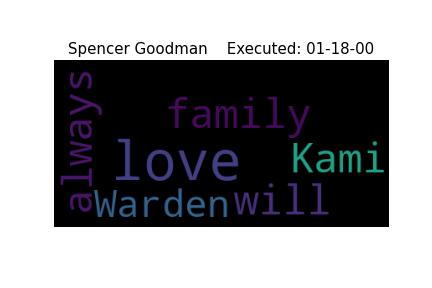 Spencer Goodman    Executed: 01-18-00
always
family
love
Kami
Warden
will